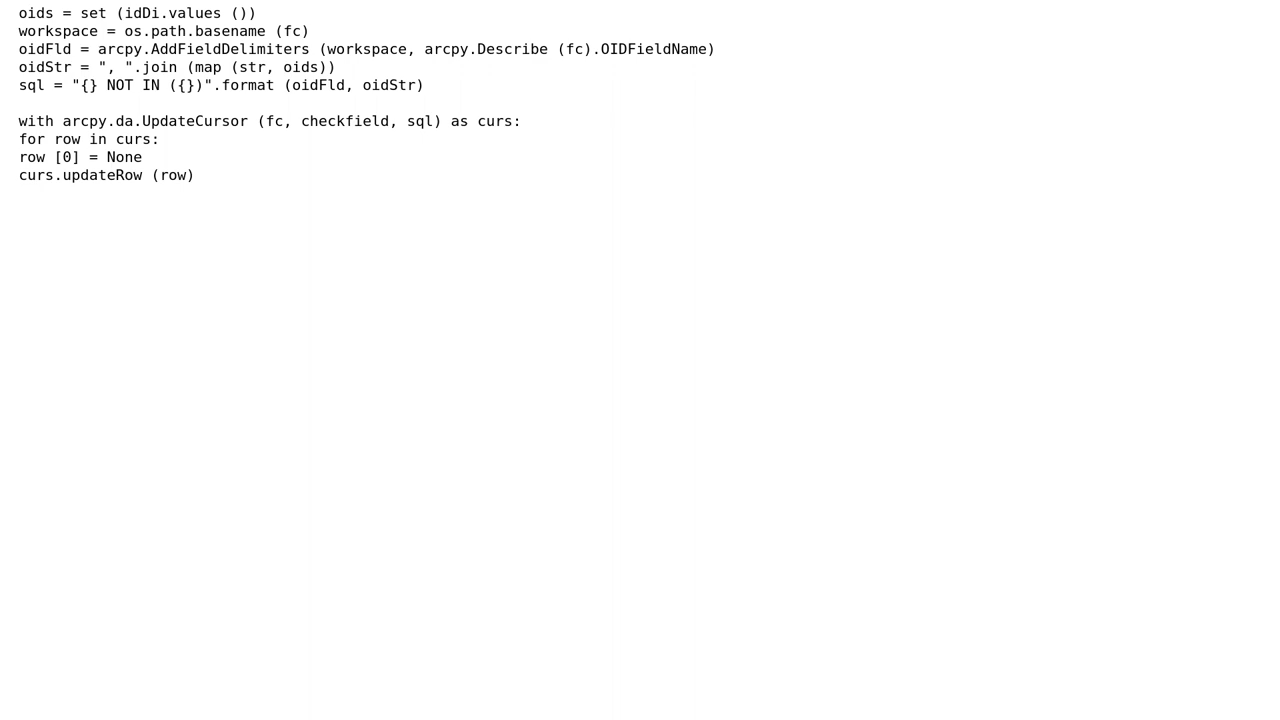 oids = set (idDi.values ())
workspace = os.path.basename (fc)
oidFld = arcpy.AddFieldDelimiters (workspace, arcpy.Describe (fc).OIDFieldName)
oidStr = ", ".join (map (str, oids))
sql = "{} NOT IN ({})".format (oidFld, oidStr)

with arcpy.da.UpdateCursor (fc, checkfield, sql) as curs:
for row in curs:
row [0] = None
curs.updateRow (row)